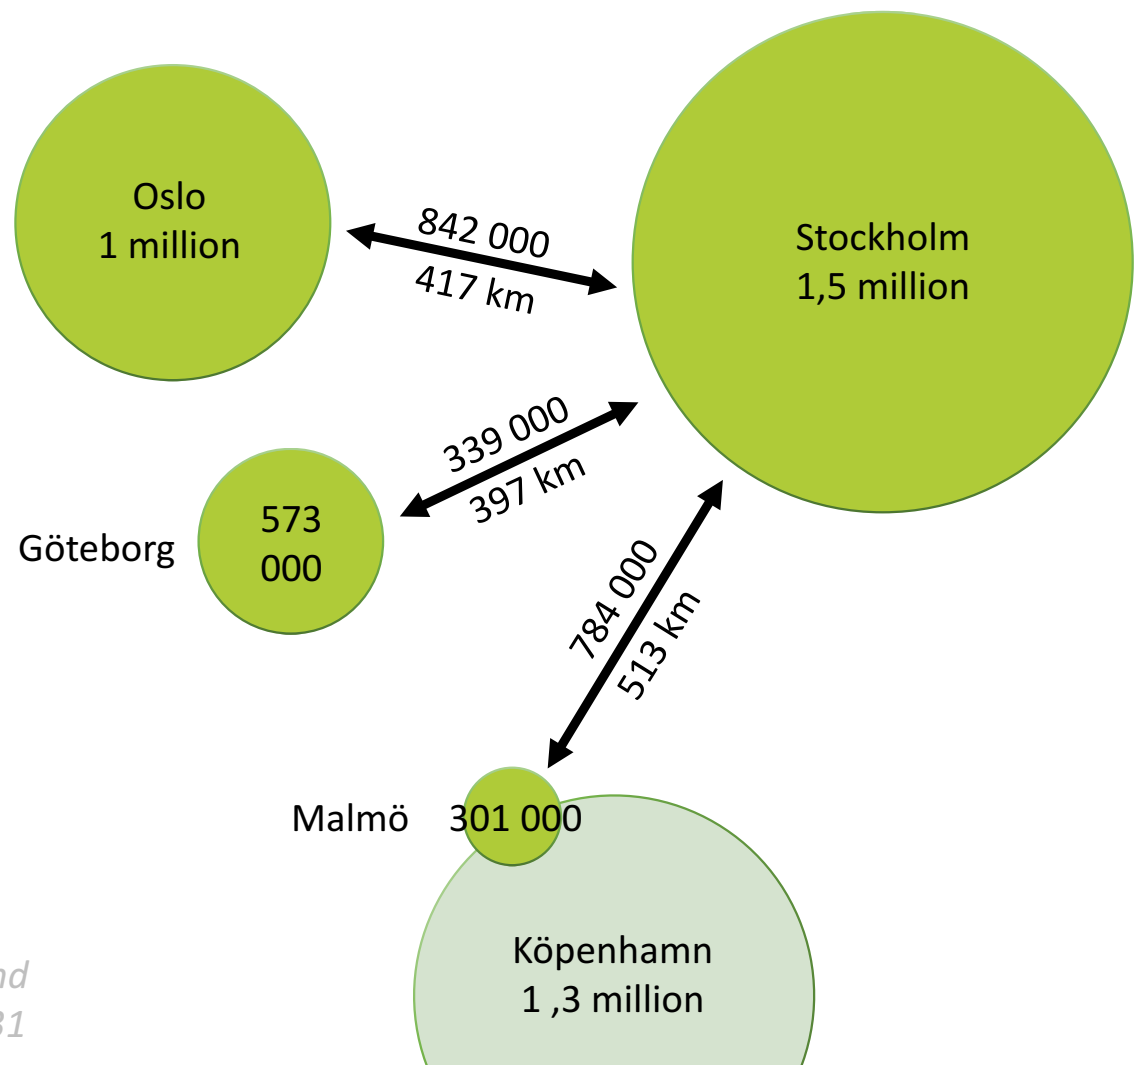 Oslo
1 million
842 000
417 km
Stockholm
1,5 million
339 000
397 km
Göteborg
573
000
784 000
513 km
Malmö
301 000
Köpenhamn
1 ,3 million
31